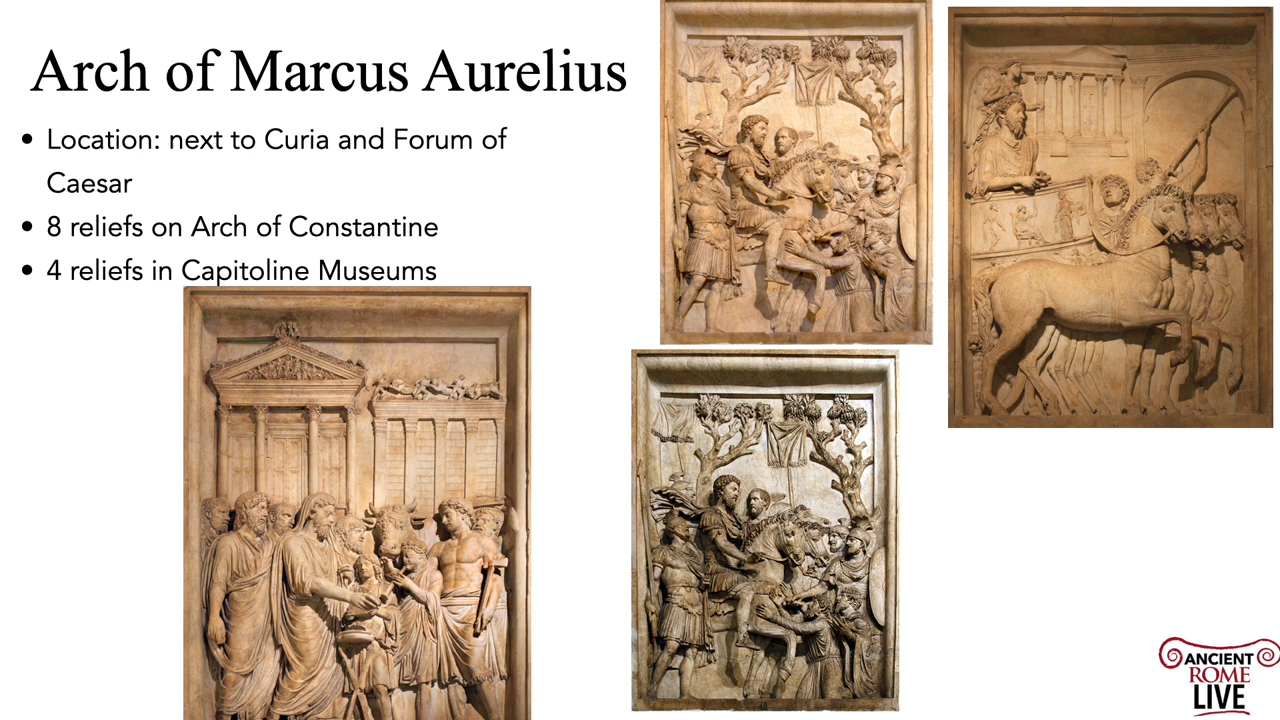 Arch of Marcus Aurelius
• Location: next to Curia and Forum of
Caesar
• 8 reliefs on Arch of Constantine
• 4 reliefs in Capitoline Museums
ANCIENT
ROME
LIVE